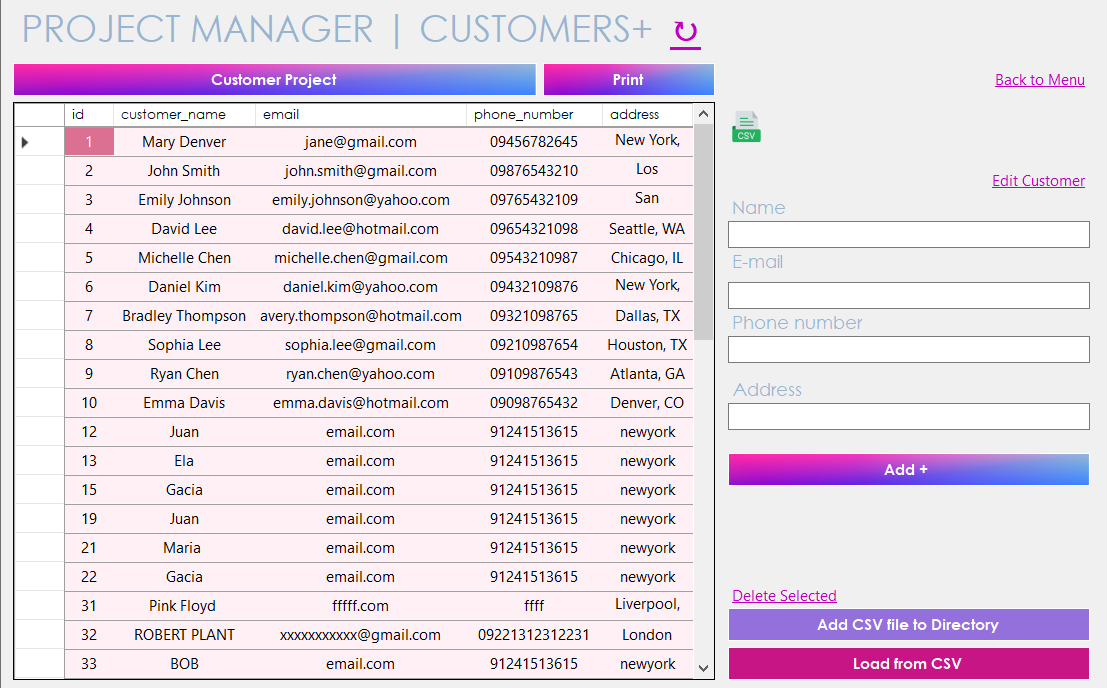 PROJECT MANAGER | CUSTOMERS+ ↻
Customer Project Print
Back to Menu
id customer_name email phone_number address
1 Mary Denver jane@gmail.com 09456782645 New York,
2 John Smith john.smith@gmail.com 09876543210 Los
3 Emily Johnson emily.johnson@yahoo.com 09765432109 San
4 David Lee david.lee@hotmail.com 09654321098 Seattle, WA
5 Michelle Chen michelle.chen@gmail.com 09543210987 Chicago, IL
6 Daniel Kim daniel.kim@yahoo.com 09432109876 New York,
7 Bradley Thompson avery.thompson@hotmail.com 09321098765 Dallas, TX
8 Sophia Lee sophia.lee@gmail.com 09210987654 Houston, TX
9 Ryan Chen ryan.chen@yahoo.com 09109876543 Atlanta, GA
10 Emma Davis emma.davis@hotmail.com 09098765432 Denver, CO
12 Juan email.com 91241513615 newyork
13 Ela email.com 91241513615 newyork
15 Gacia email.com 91241513615 newyork
19 Juan email.com 91241513615 newyork
21 Maria email.com 91241513615 newyork
22 Gacia email.com 91241513615 newyork
31 Pink Floyd fffff.com ffff Liverpool,
32 ROBERT PLANT xxxxxxxxxxx@gmail.com 09221312312231 London
33 BOB email.com 91241513615 newyork
CSV
Edit Customer
Name
E-mail
Phone number
Address
Add +
Delete Selected
Add CSV file to Directory
Load from CSV